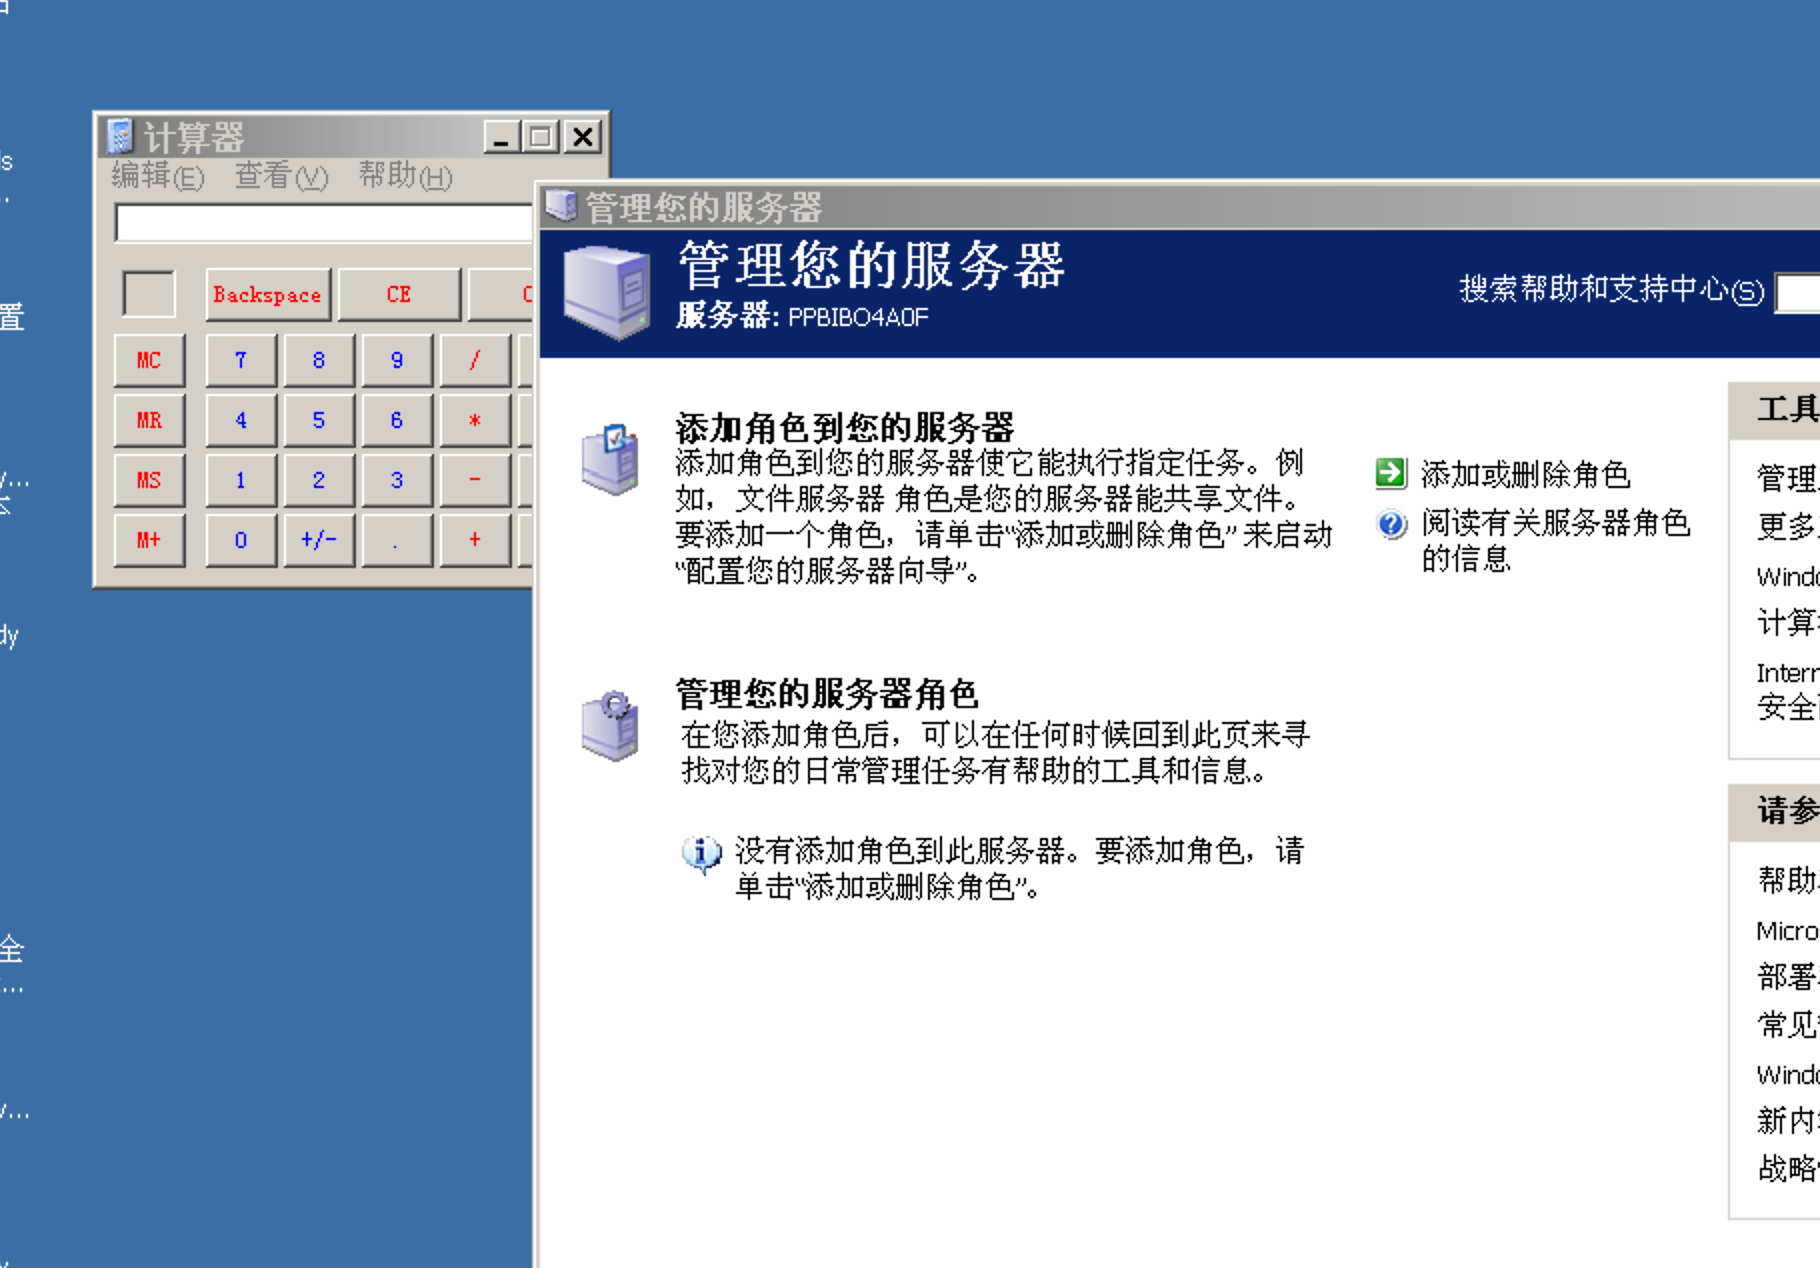 计算器
编辑(E) 查看(V) 帮助(H)
Backspace CE C
MC 7 8 9 /
MR 4 5 6 *
MS 1 2 3 -
M+ 0 +/- . +
管理您的服务器
管理您的服务器
服务器: PPBIBO4A0F
搜索帮助和支持中心(S)
添加角色到您的服务器
添加角色到您的服务器使它能执行指定任务。例
如，文件服务器 角色是您的服务器能共享文件。
要添加一个角色，请单击“添加或删除角色” 来启动
“配置您的服务器向导”。
添加或删除角色
阅读有关服务器角色
的信息
管理您的服务器角色
在您添加角色后，可以在任何时候回到此页来寻
找对您的日常管理任务有帮助的工具和信息。
没有添加角色到此服务器。要添加角色，请
单击“添加或删除角色”。
工具
管理
更多
Windo
计算
Intern
安全
请参
帮助
Micro
部署
常见
Windo
新内
战略
s
置
y...
dy
全
...